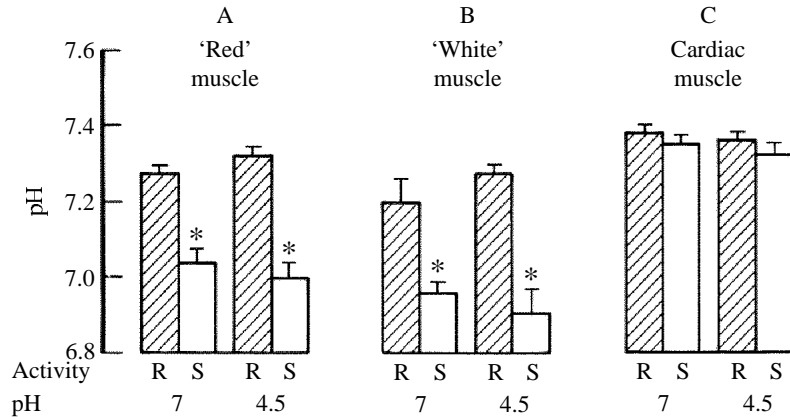 A B C
'Red' muscle
'White' muscle
Cardiac muscle
pH
7.6
7.4
7.2
7.0
6.8
* * * *
Activity R S R S R S R S R S R S
pH 7 4.5 7 4.5 7 4.5